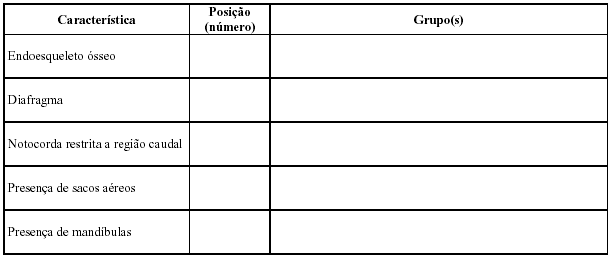 Característica
Posição
(número)
Grupo(s)
Endoesqueleto ósseo
Diafragma
Notocorda restrita a região caudal
Presença de sacos aéreos
Presença de mandíbulas